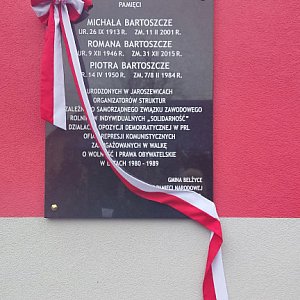 PAMIĘCI
MICHAŁA BARTOSZCZE
UR. 26 IX 1913 R. ZM. 11 II 2001 R.
ROMANA BARTOSZCZE
UR. 9 XII 1946 R. ZM. 31 XII 2015 R.
PIOTRA BARTOSZCZE
UR. 14 IV 1950 R. ZM. 7/8 II 1984 R.
URODZONYCH W JAROSZEWICACH
ORGANIZATORÓW STRUKTUR
SAMORZĄDNEGO ZWIĄZKU ZAWODOWEGO
INDYWIDUALNYCH „SOLIDARNOŚĆ"
OPOZYCJI DEMOKRATYCZNEJ W PRL
OFIAR REPRESJI KOMUNISTYCZNYCH
ZAANGAŻOWANYCH W WALKĘ
O WOLNOŚĆ I PRAWA OBYWATELSKIE
W LATACH 1980 - 1989
GMINA BEŁŻYCE
PAMIĘCI NARODOWEJ